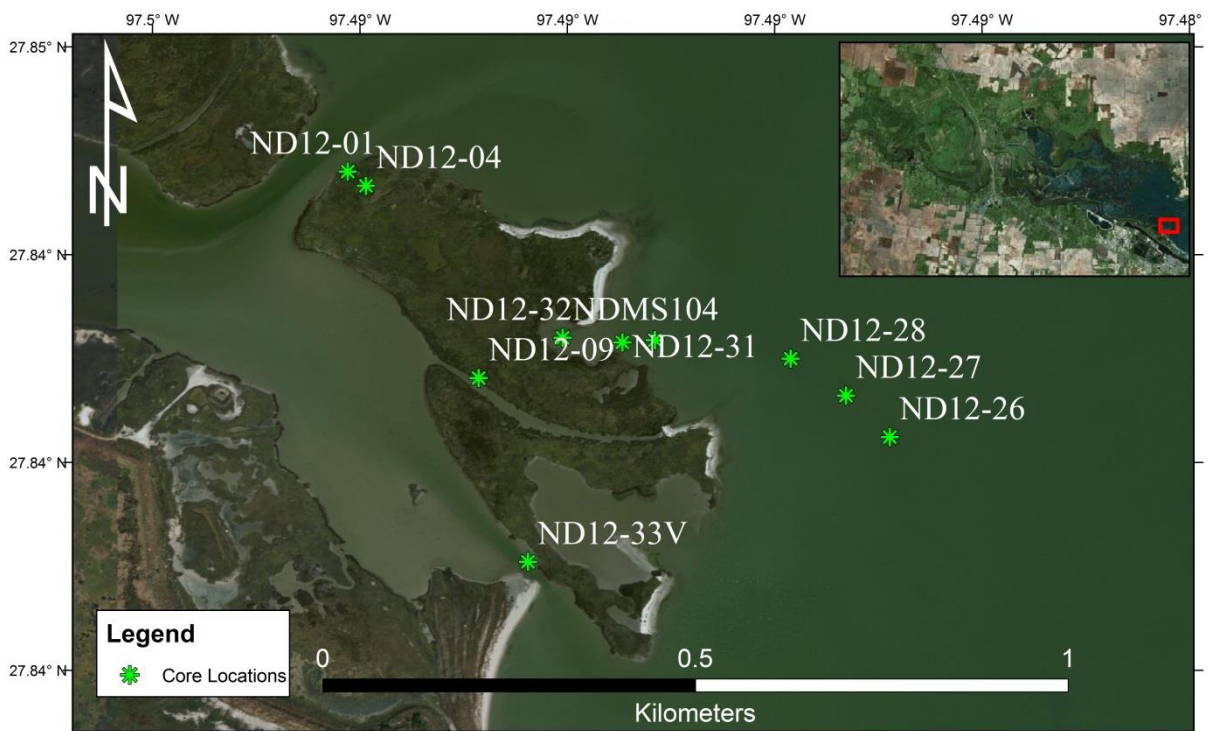 97.5° W
97.49° W
97.49° W
97.49° W
97.49° W
97.48°
27.85° N
N
ND12-01
ND12-04
27.84° N
ND12-32NDMS104
ND12-09
ND12-31
ND12-28
ND12-27
ND12-26
27.84° N
ND12-33V
27.84° N
Legend
Core Locations
0
0.5
1
Kilometers